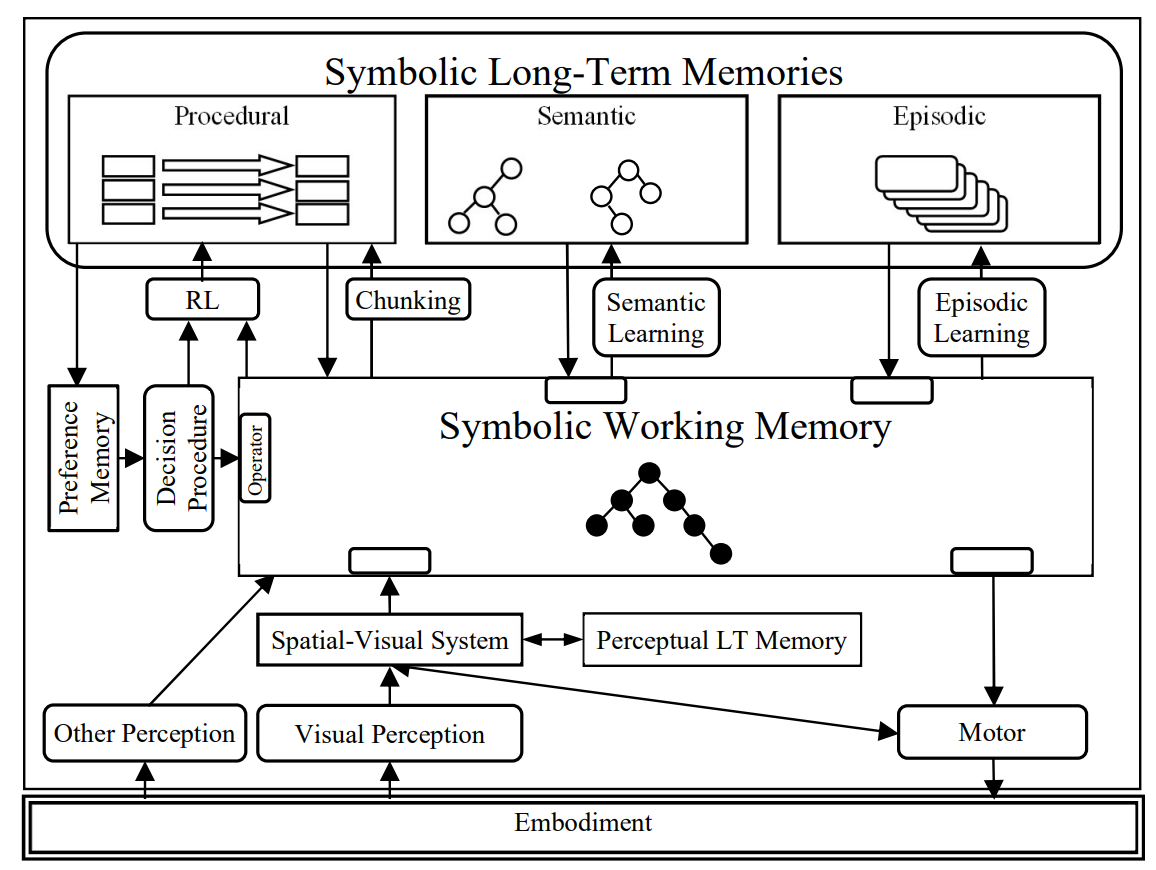 Symbolic Long-Term Memories
Procedural
Semantic
Episodic
RL
Chunking
Semantic
Learning
Episodic
Learning
Preference
Memory
Decision
Procedure
Operator
Symbolic Working Memory
Spatial-Visual System
Perceptual LT Memory
Other Perception
Visual Perception
Motor
Embodiment